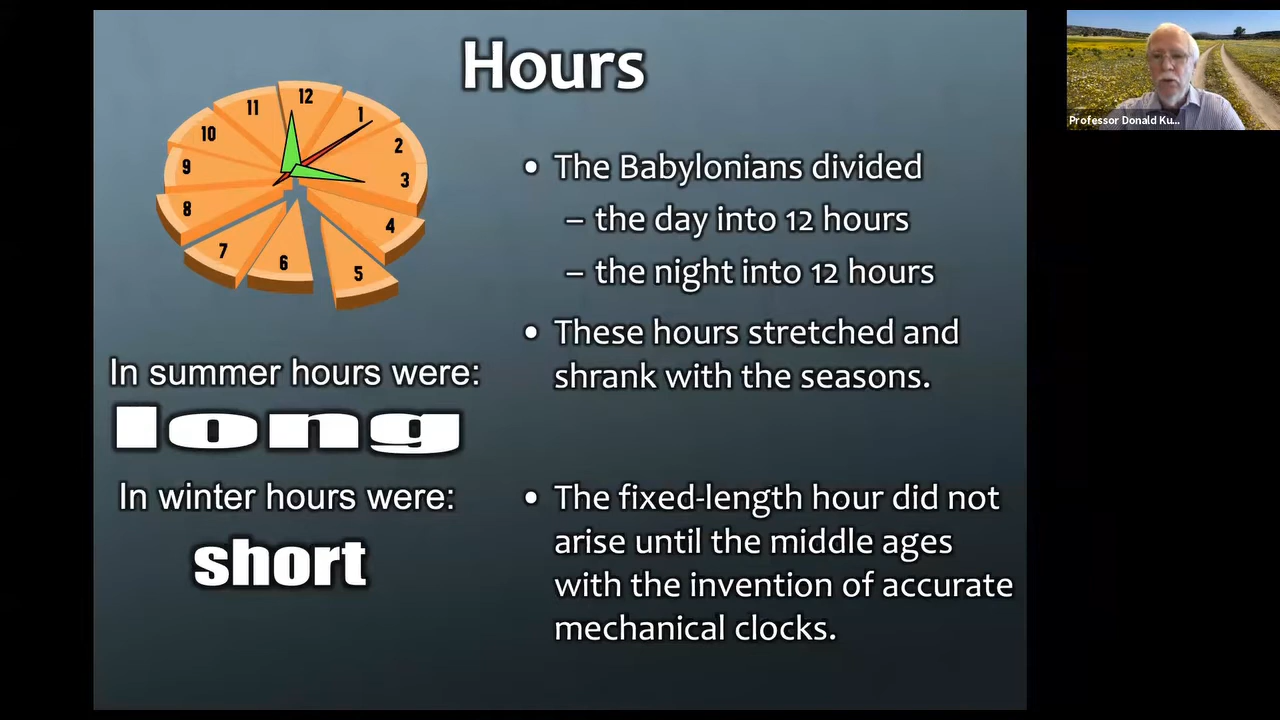 Hours
12
1
2
3
4
5
6
7
8
9
10
11
• The Babylonians divided
– the day into 12 hours
– the night into 12 hours
• These hours stretched and
shrank with the seasons.
In summer hours were:
long
In winter hours were:
short
• The fixed-length hour did not
arise until the middle ages
with the invention of accurate
mechanical clocks.
Professor Donald Ku...